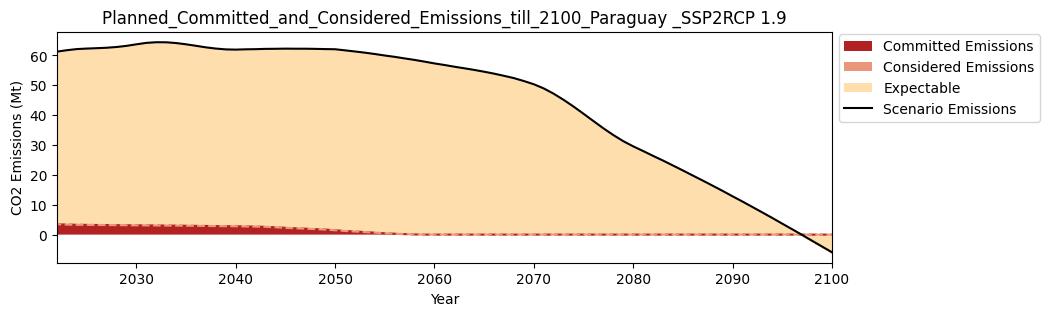 Planned_Committed_and_Considered_Emissions_till_2100_Paraguay _SSP2RCP 1.9
Committed Emissions
Considered Emissions
Expectable
Scenario Emissions
CO2 Emissions (Mt)
60
50
40
30
20
10
0
2030 2040 2050 2060 2070 2080 2090 2100
Year